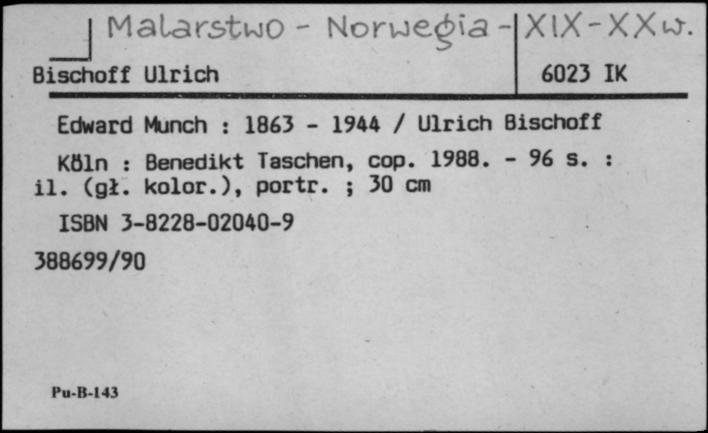 Malarstwo - Norwegia - XIX-XX w.
Bischoff Ulrich 6023 IK
Edward Munch : 1863 - 1944 / Ulrich Bischoff
Köln : Benedikt Taschen, cop. 1988. - 96 s. :
il. (gł. kolor.), portr. ; 30 cm
ISBN 3-8228-02040-9
388699/90
Pu-B-143